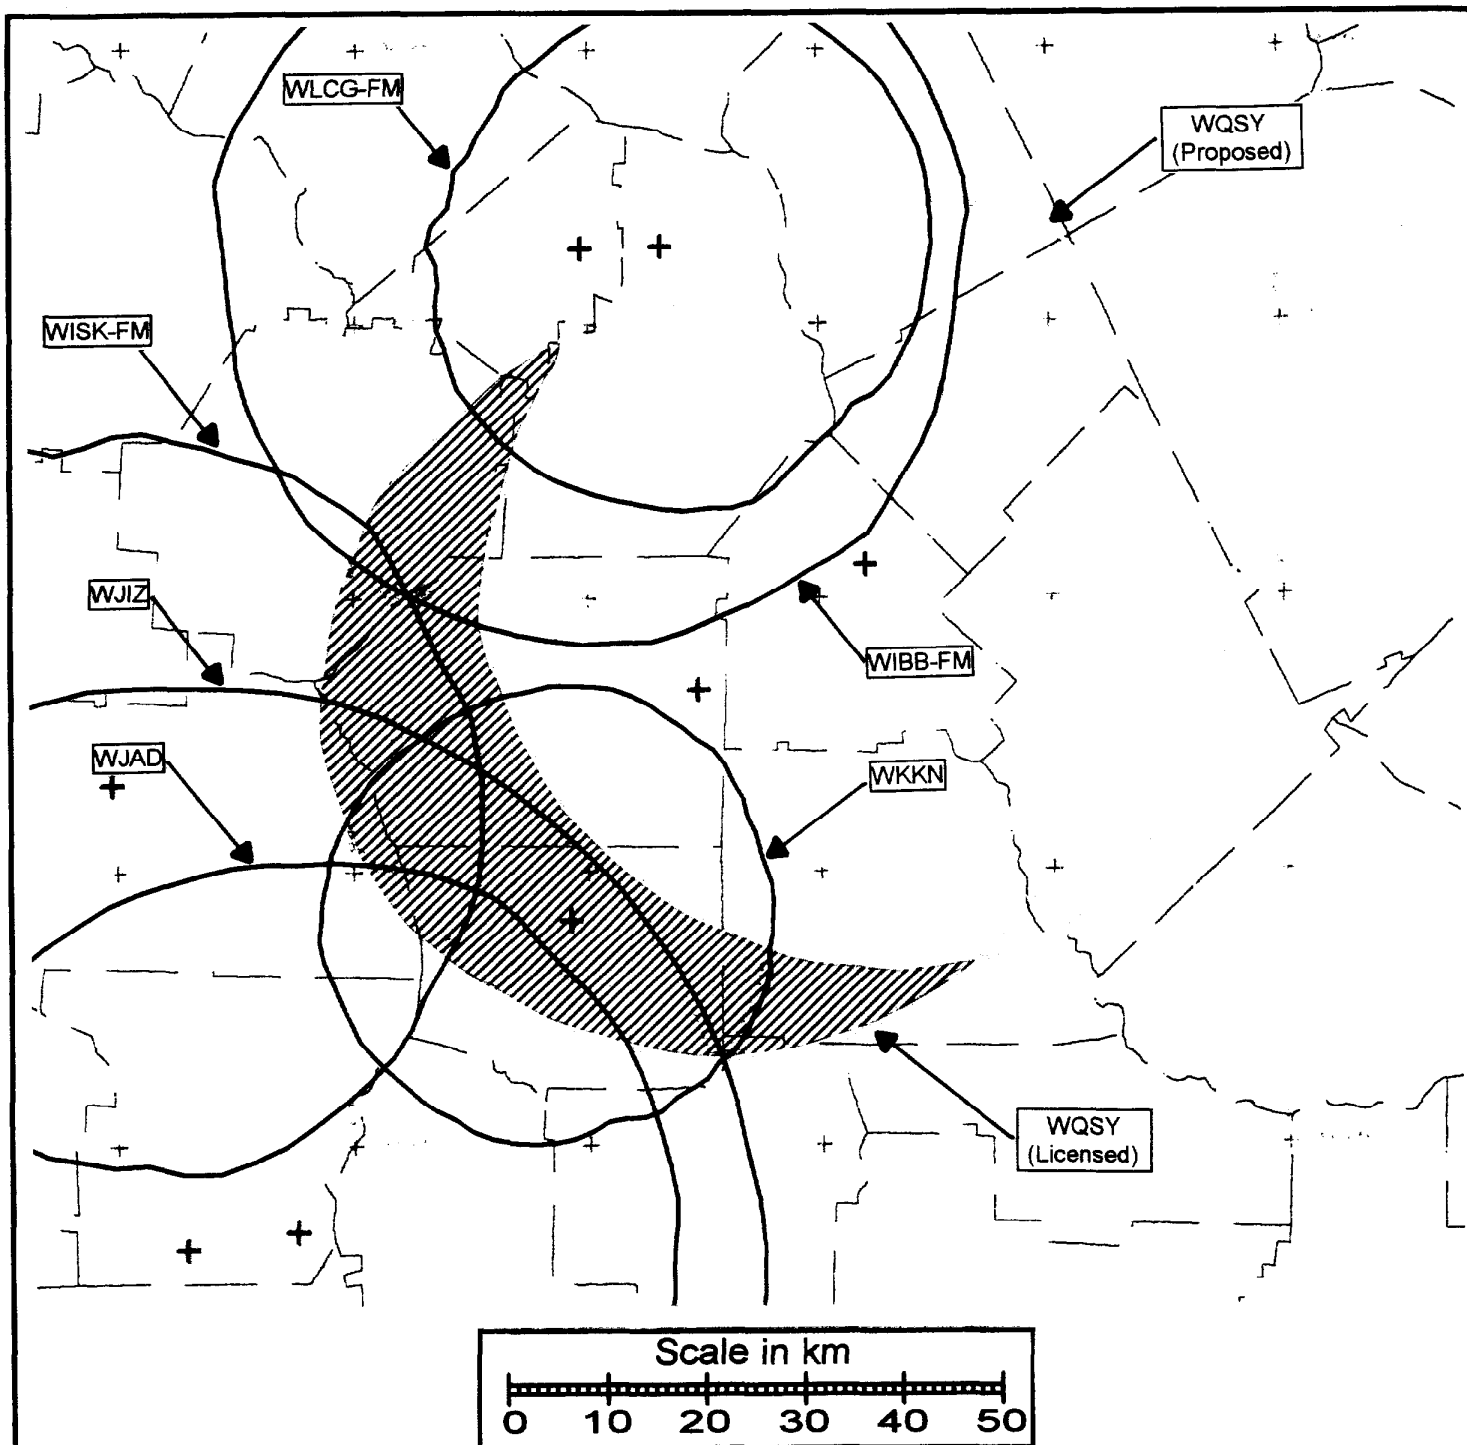 WLCG-FM
WQSY
(Proposed)
WISK-FM
WJIZ
WIBB-FM
WJAD
WKKN
WQSY
(Licensed)
Scale in km
0 10 20 30 40 50